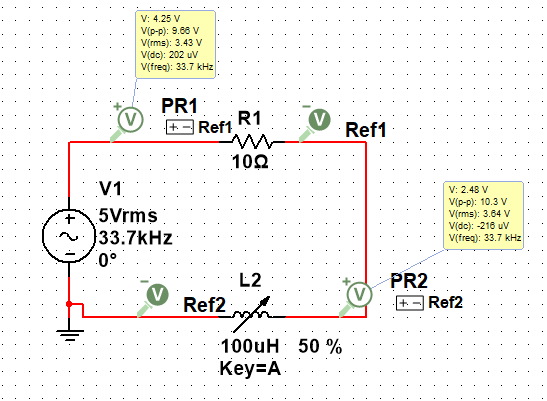 V: 4.25 V
V(p-p): 9.66 V
V(rms): 3.43 V
V(dc): 202 uV
V(freq): 33.7 kHz
+
V
PR1
+ -
Ref1
R1
10Ω
-
V
Ref1
V1
5Vrms
33.7kHz
0°
+
-
V: 2.48 V
V(p-p): 10.3 V
V(rms): 3.64 V
V(dc): -216 uV
V(freq): 33.7 kHz
-
V
Ref2
L2
100uH 50 %
Key=A
+
V
PR2
+ -
Ref2